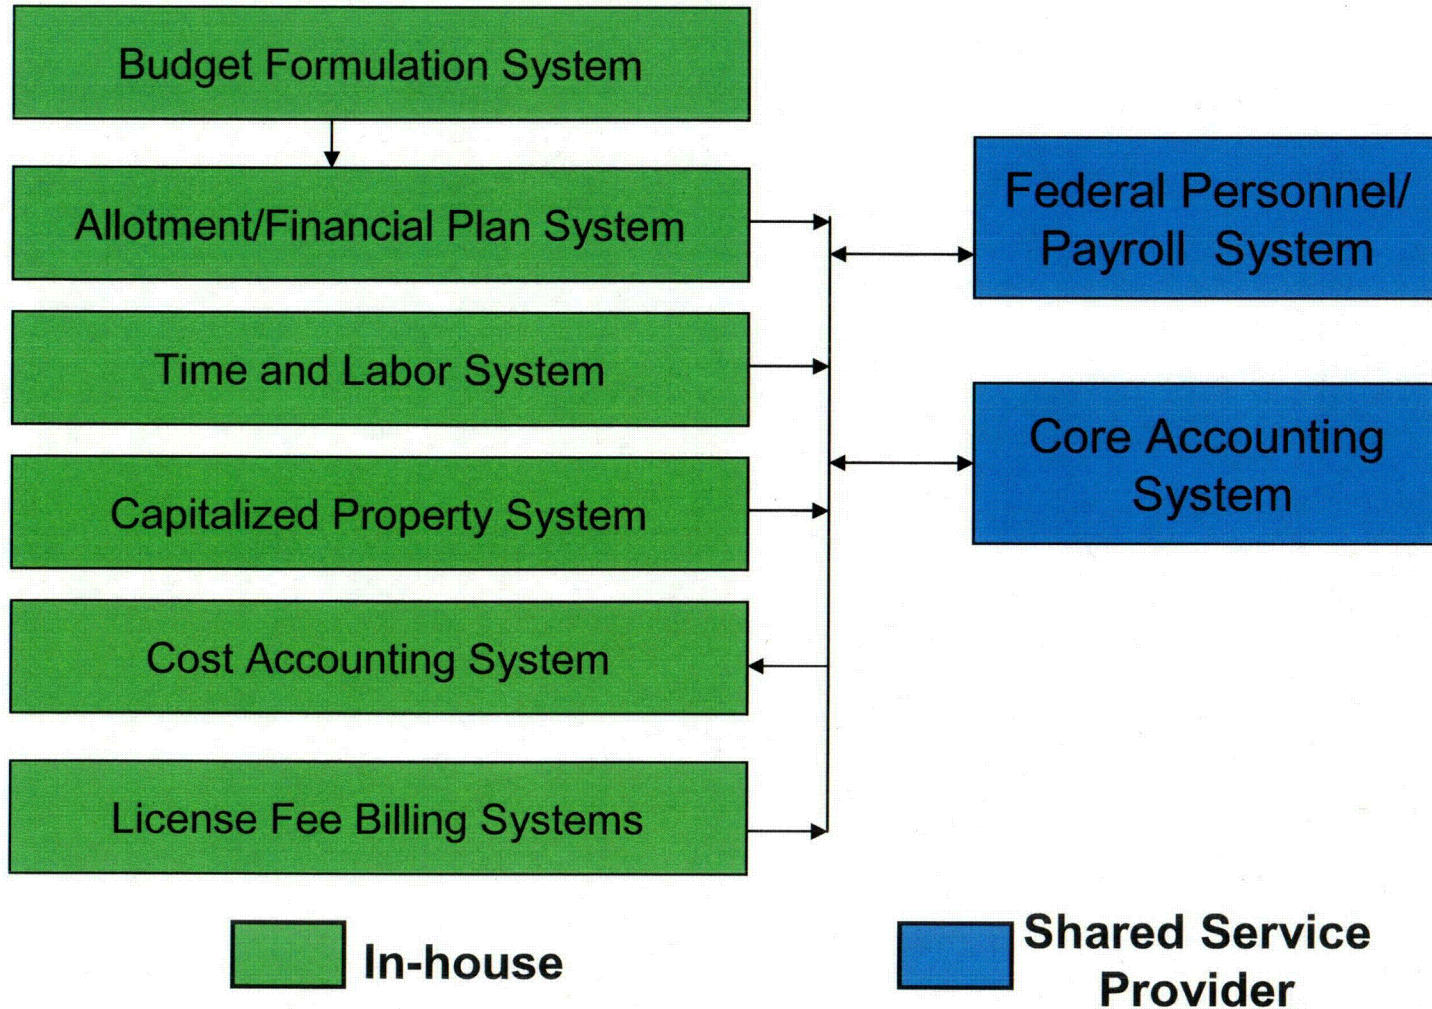 Budget Formulation System
Allotment/Financial Plan System
Time and Labor System
Capitalized Property System
Cost Accounting System
License Fee Billing Systems
Federal Personnel/
Payroll System
Core Accounting
System
In-house
Shared Service
Provider